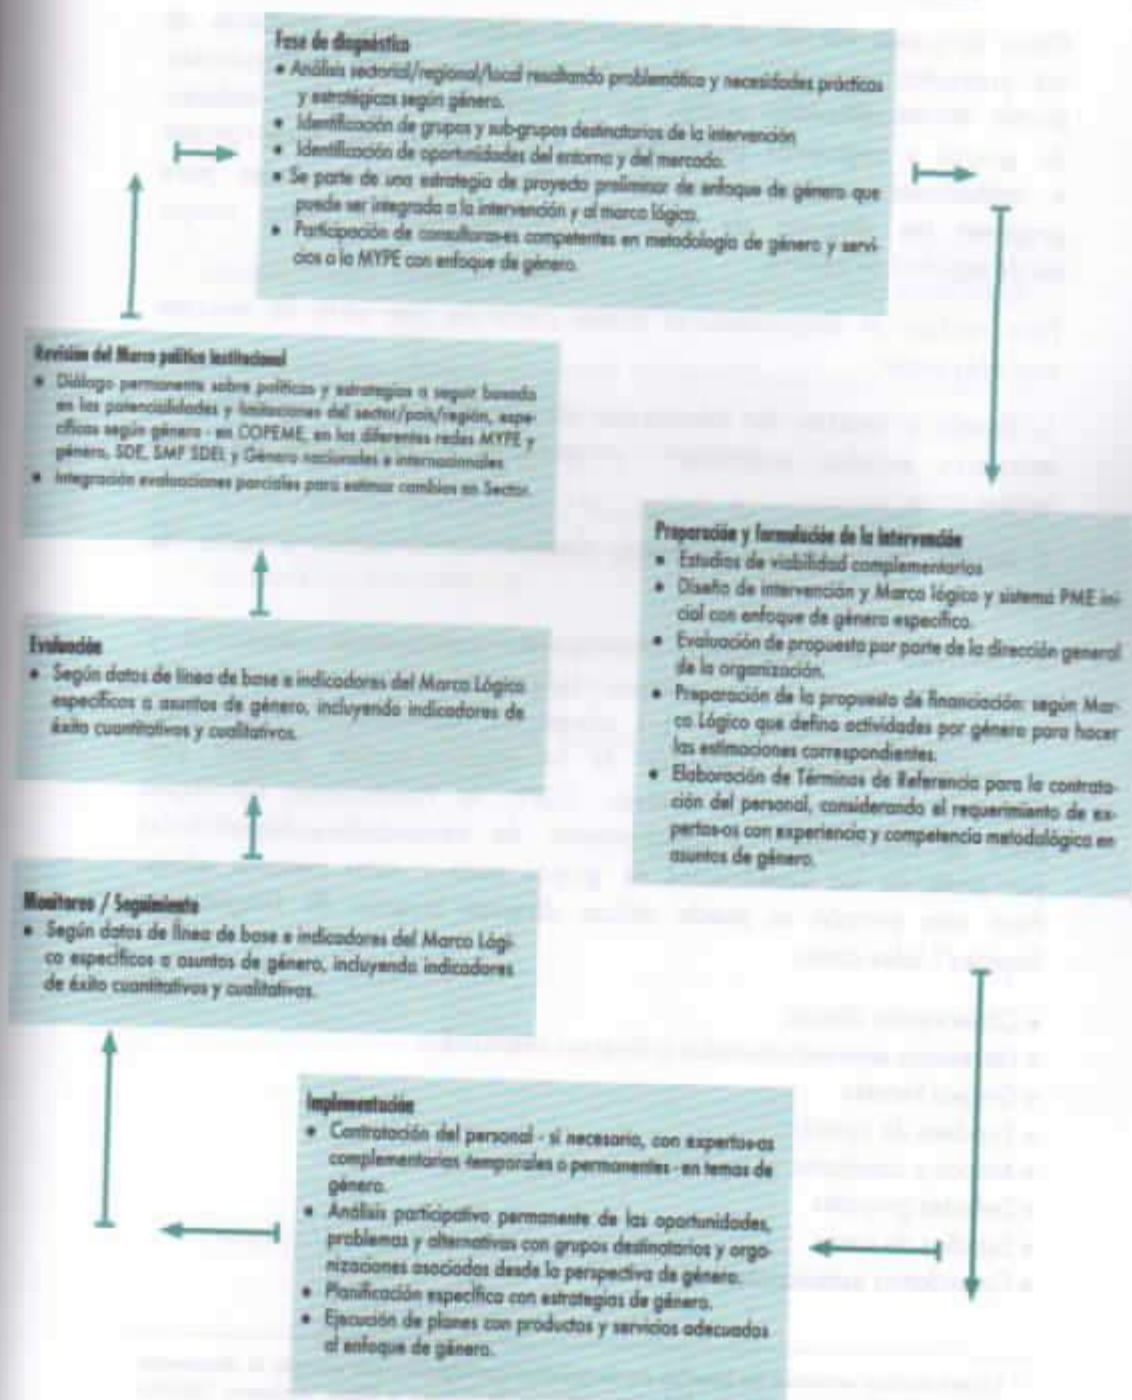 Fase de diagnóstico
• Análisis sectorial/regional/local resaltando problemática y necesidades prácticas
y estratégicas según género.
• Identificación de grupos y sub-grupos destinatarios de la intervención
• Identificación de oportunidades del entorno y del mercado.
• Se parte de una estrategia de proyecto preliminar de enfoque de género que
puede ser integrada a la intervención y al marco lógico.
• Participación de consultoras-es competentes en metodología de género y servi-
cios a la MYPE con enfoque de género.
Revisión del Marco político institucional
• Diálogo permanente sobre políticas y estrategias a seguir basada
en las potencialidades y limitaciones del sector/país/región, espe-
cíficas según género - en COPEME, en las diferentes redes MYPE y
género, SDE, SMF SDEL y Género nacionales e internacionales
• Integración evaluaciones parciales para estimar cambios en Sector.
Preparación y formulación de la intervención
• Estudios de viabilidad complementarios
• Diseño de intervención y Marco lógico y sistema PME ini-
cial con enfoque de género específico.
• Evaluación de propuesta por parte de la dirección general
de la organización.
• Preparación de la propuesta de financiación: según Mar-
co Lógico que defina actividades por género para hacer
las estimaciones correspondientes.
• Elaboración de Términos de Referencia para la contrata-
ción del personal, considerando el requerimiento de ex-
pertas-os con experiencia y competencia metodológica en
asuntos de género.
Evaluación
• Según datos de línea de base e indicadores del Marco Lógico
específicos a asuntos de género, incluyendo indicadores de
éxito cuantitativos y cualitativos.
Monitoreo / Seguimiento
• Según datos de línea de base e indicadores del Marco Lógi-
co específicos a asuntos de género, incluyendo indicadores
de éxito cuantitativos y cualitativos.
Implementación
• Contratación del personal - si necesario, con expertos-as
complementarias -temporales o permanentes - en temas de
género.
• Análisis participativo permanente de las oportunidades,
problemas y alternativas con grupos destinatarios y orga-
nizaciones asociadas desde la perspectiva de género.
• Planificación específica con estrategias de género.
• Ejecución de planes con productos y servicios adecuados
al enfoque de género.